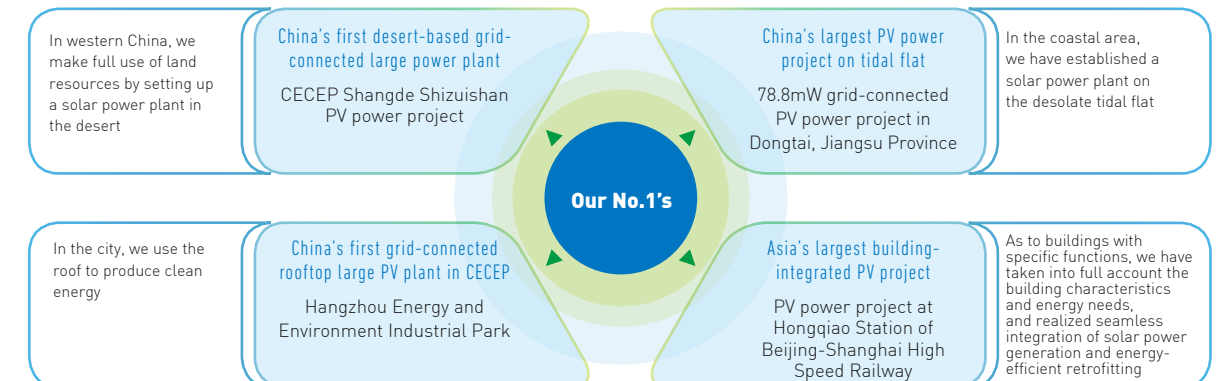 In western China, we
make full use of land
resources by setting up
a solar power plant in
the desert
China's first desert-based grid-
connected large power plant
CECEP Shangde Shizuishan
PV power project
China's largest PV power
project on tidal flat
78.8mW grid-connected
PV power project in
Dongtai, Jiangsu Province
In the coastal area,
we have established a
solar power plant on
the desolate tidal flat
Our No.1's
In the city, we use the
roof to produce clean
energy
China's first grid-connected
rooftop large PV plant in CECEP
Hangzhou Energy and
Environment Industrial Park
Asia's largest building-
integrated PV project
PV power project at
Hongqiao Station of
Beijing-Shanghai High
Speed Railway
As to buildings with
specific functions, we have
taken into full account the
building characteristics
and energy needs,
and realized seamless
integration of solar power
generation and energy-
efficient retrofitting